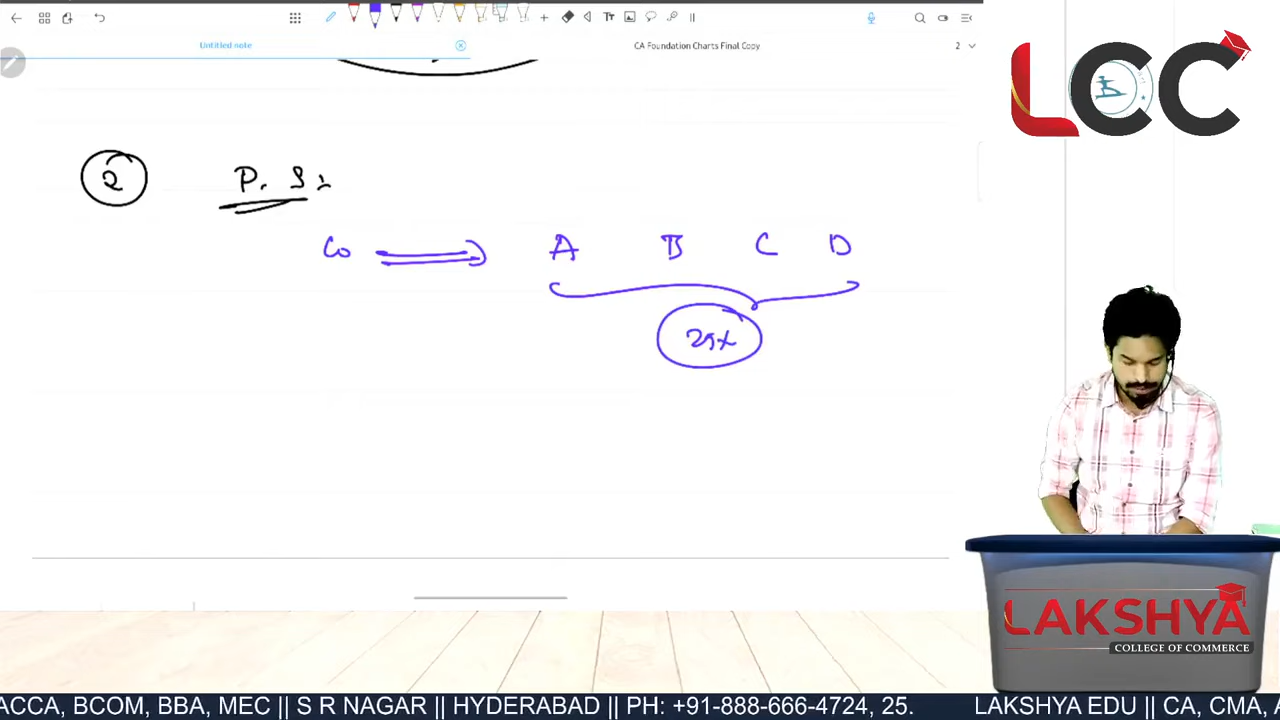 Untitled note
CA Foundation Charts Final Copy
2
LCC
2 P. S:
Co A B C D
LAKSHYA
COLLEGE OF COMMERCE
ACCA, BCOM, BBA, MEC || S R NAGAR || HYDERABAD || PH: +91-888-666-4724, 25. LAKSHYA EDU || CA, CMA, A